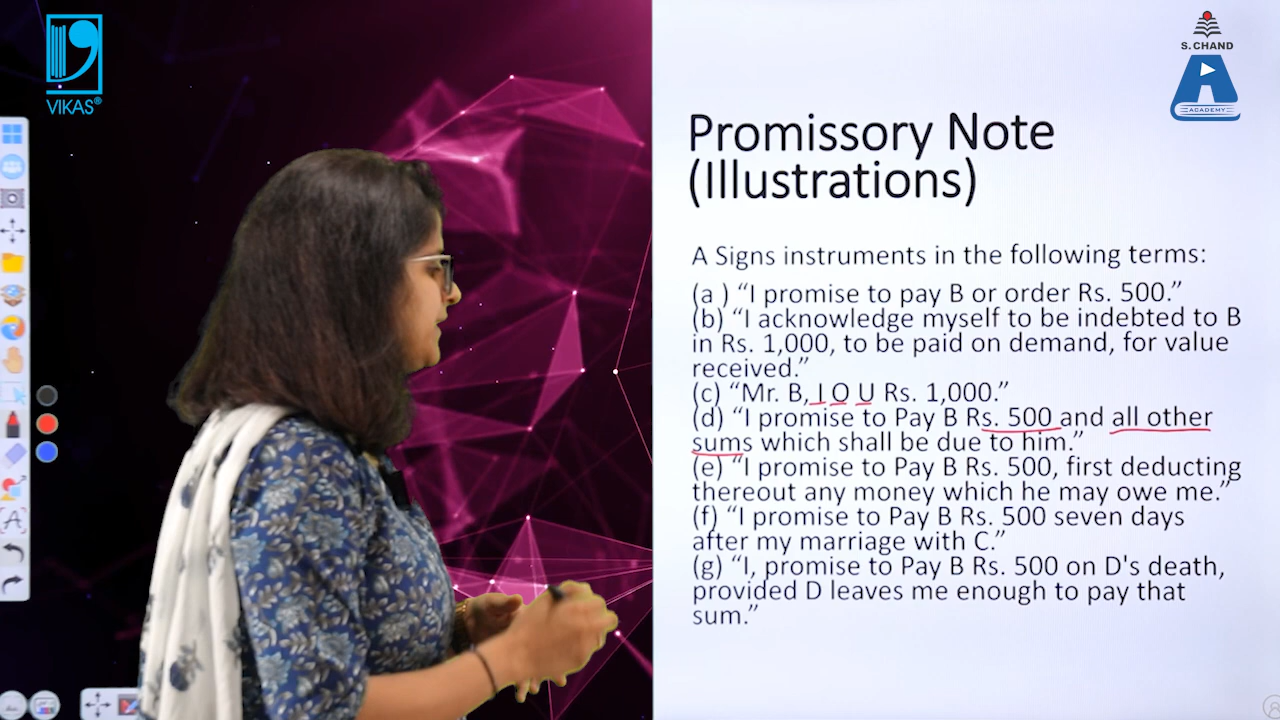 VIKAS®
S. CHAND
ACADEMY
Promissory Note
(Illustrations)
A Signs instruments in the following terms:
(a ) “I promise to pay B or order Rs. 500.”
(b) “I acknowledge myself to be indebted to B
in Rs. 1,000, to be paid on demand, for value
received.”
(c) “Mr. B, I O U Rs. 1,000.”
(d) “I promise to Pay B Rs. 500 and all other
sums which shall be due to him.”
(e) “I promise to Pay B Rs. 500, first deducting
thereout any money which he may owe me.”
(f) “I promise to Pay B Rs. 500 seven days
after my marriage with C.”
(g) “I, promise to Pay B Rs. 500 on D's death,
provided D leaves me enough to pay that
sum.”